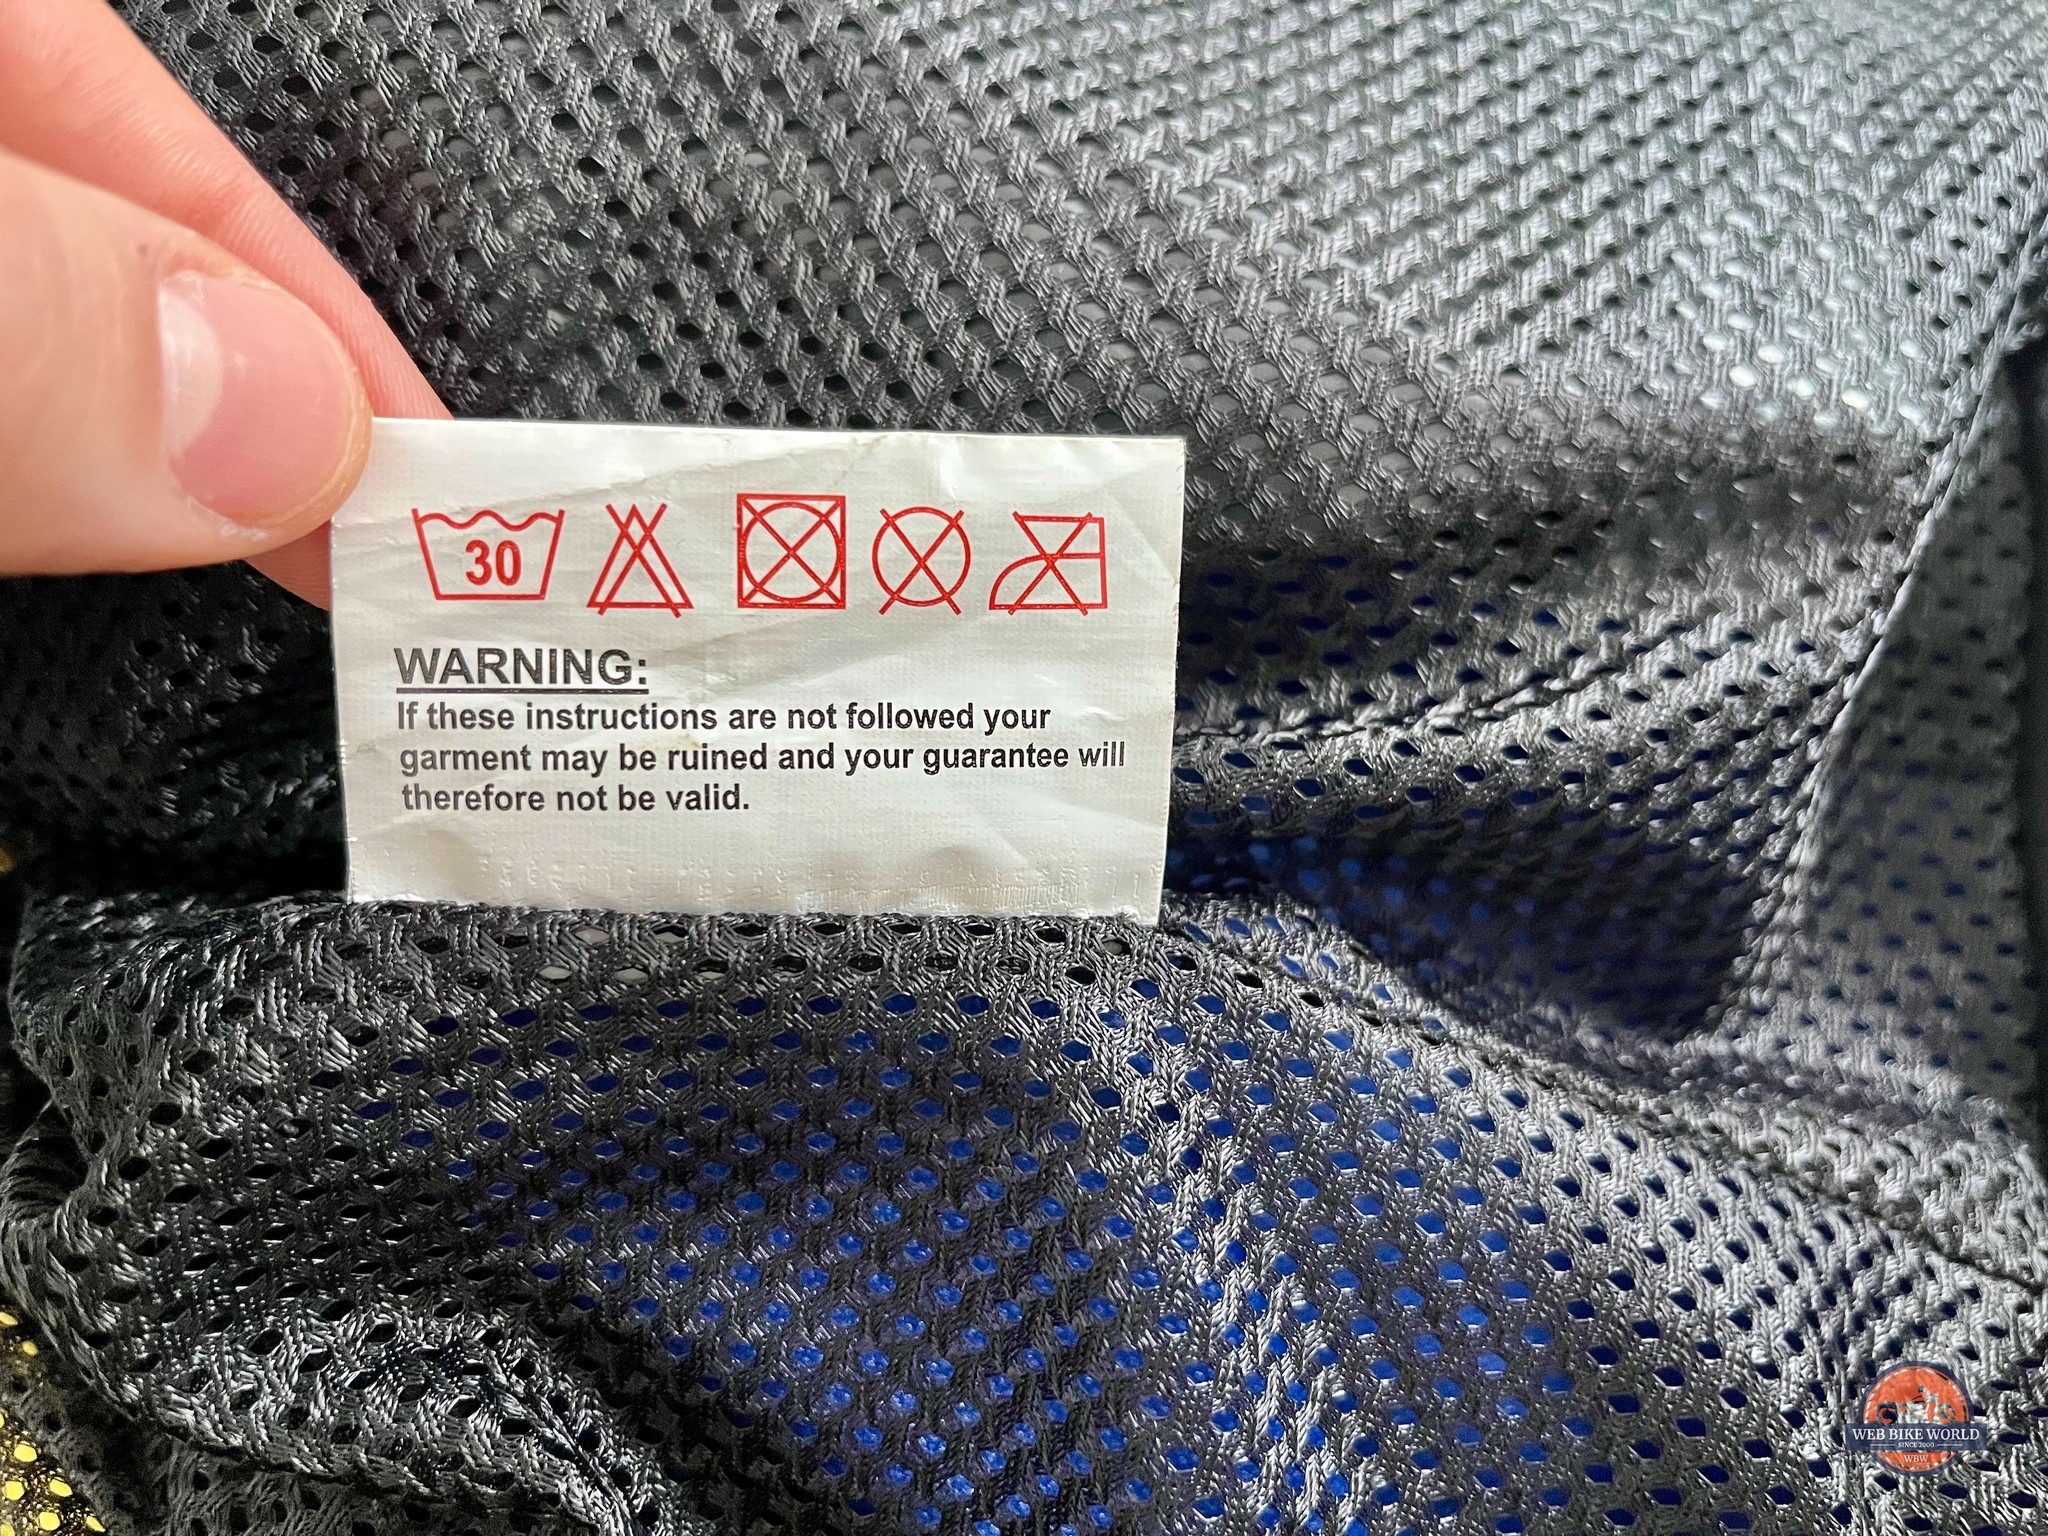 30
WARNING:
If these instructions are not followed your
garment may be ruined and your guarantee will
therefore not be valid.
WEB BIKE WORLD
SINCE 2000
WBW